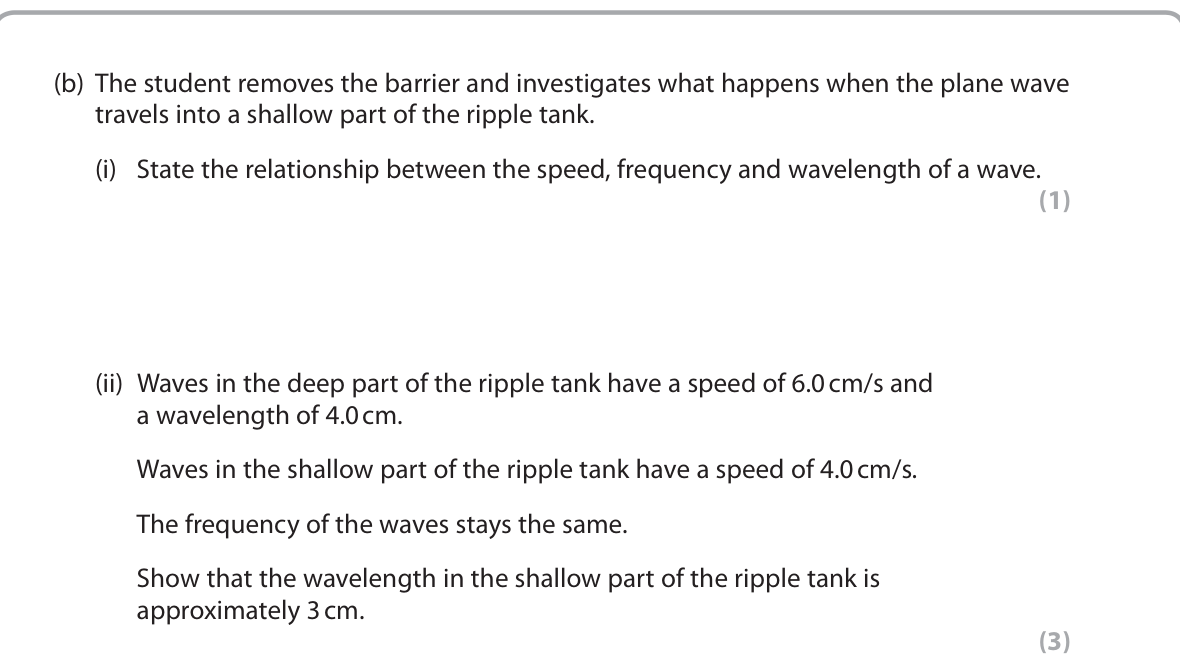 (b) The student removes the barrier and investigates what happens when the plane wave
travels into a shallow part of the ripple tank.
(i) State the relationship between the speed, frequency and wavelength of a wave.
(1)
(ii) Waves in the deep part of the ripple tank have a speed of 6.0 cm/s and
a wavelength of 4.0 cm.
Waves in the shallow part of the ripple tank have a speed of 4.0 cm/s.
The frequency of the waves stays the same.
Show that the wavelength in the shallow part of the ripple tank is
approximately 3 cm.
(3)